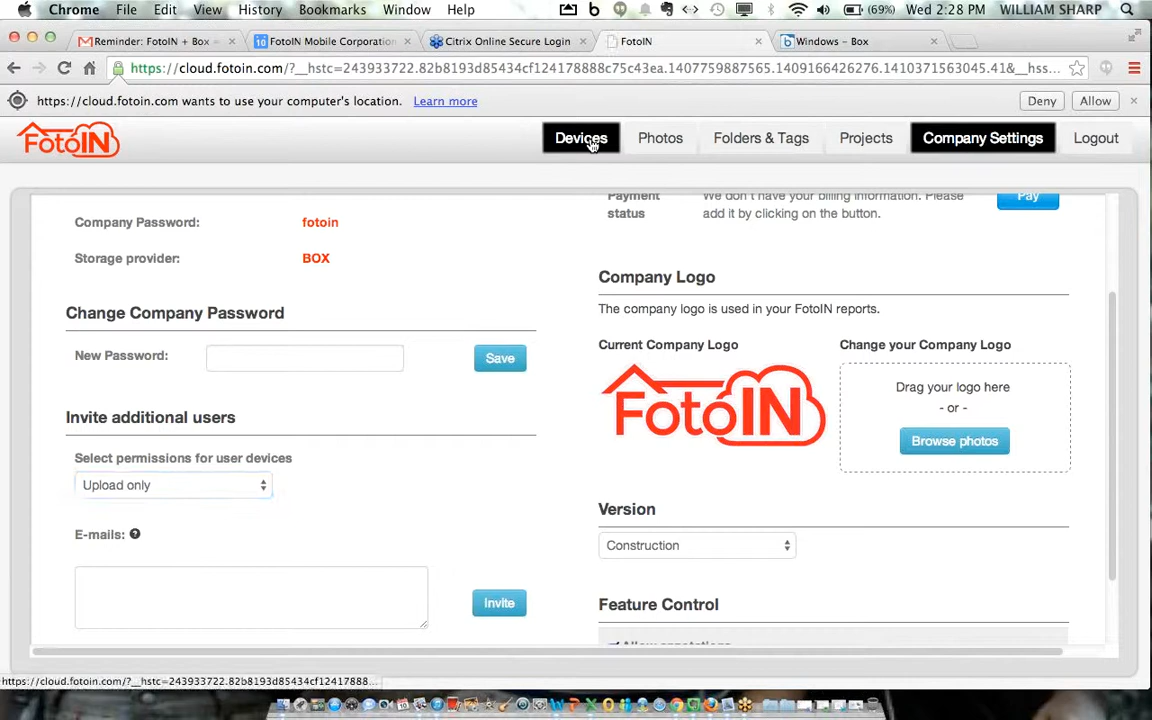 Chrome File Edit View History Bookmarks Window Help (69%) Wed 2:28 PM WILLIAM SHARP
Reminder: FotoIN + Box - × FotoIN Mobile Corporation × Citrix Online Secure Login × FotoIN × Windows – Box ×
https://cloud.fotoin.com/?__hstc=243933722.82b8193d85434cf124178888c75c43ea.1407759887565.1409166426276.1410371563045.41&__hss...
https://cloud.fotoin.com wants to use your computer's location. Learn more Deny Allow ×
FotoIN Devices Photos Folders & Tags Projects Company Settings Logout
Payment status We don't have your billing information. Please add it by clicking on the button. Pay
Company Password: fotoin
Storage provider: BOX
Change Company Password
New Password: Save
Invite additional users
Select permissions for user devices
Upload only
E-mails: ?
Invite
Company Logo
The company logo is used in your FotoIN reports.
Current Company Logo Change your Company Logo
FotoIN
Drag your logo here
- or -
Browse photos
Version
Construction
Feature Control
Allow annotations
https://cloud.fotoin.com/?__hstc=243933722.82b8193d85434cf12417888...